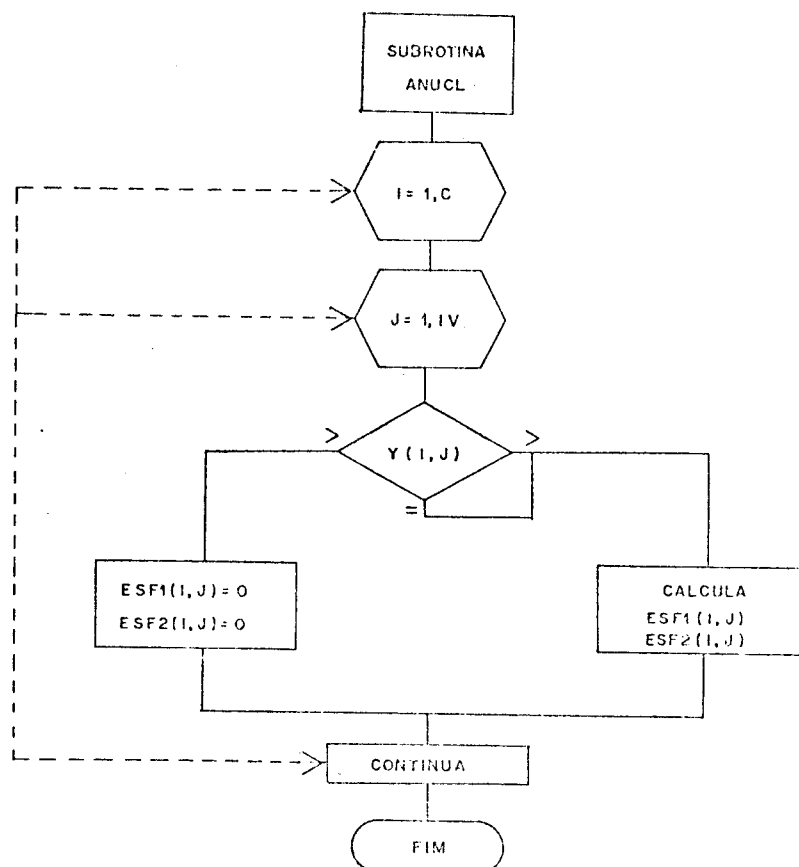 SUBROTINA
ANUCL
I = 1, C
J = 1, IV
> Y(I,J) >
=
ESF1(I,J) = 0
ESF2(I,J) = 0
CALCULA
ESF1(I,J)
ESF2(I,J)
CONTINUA
FIM